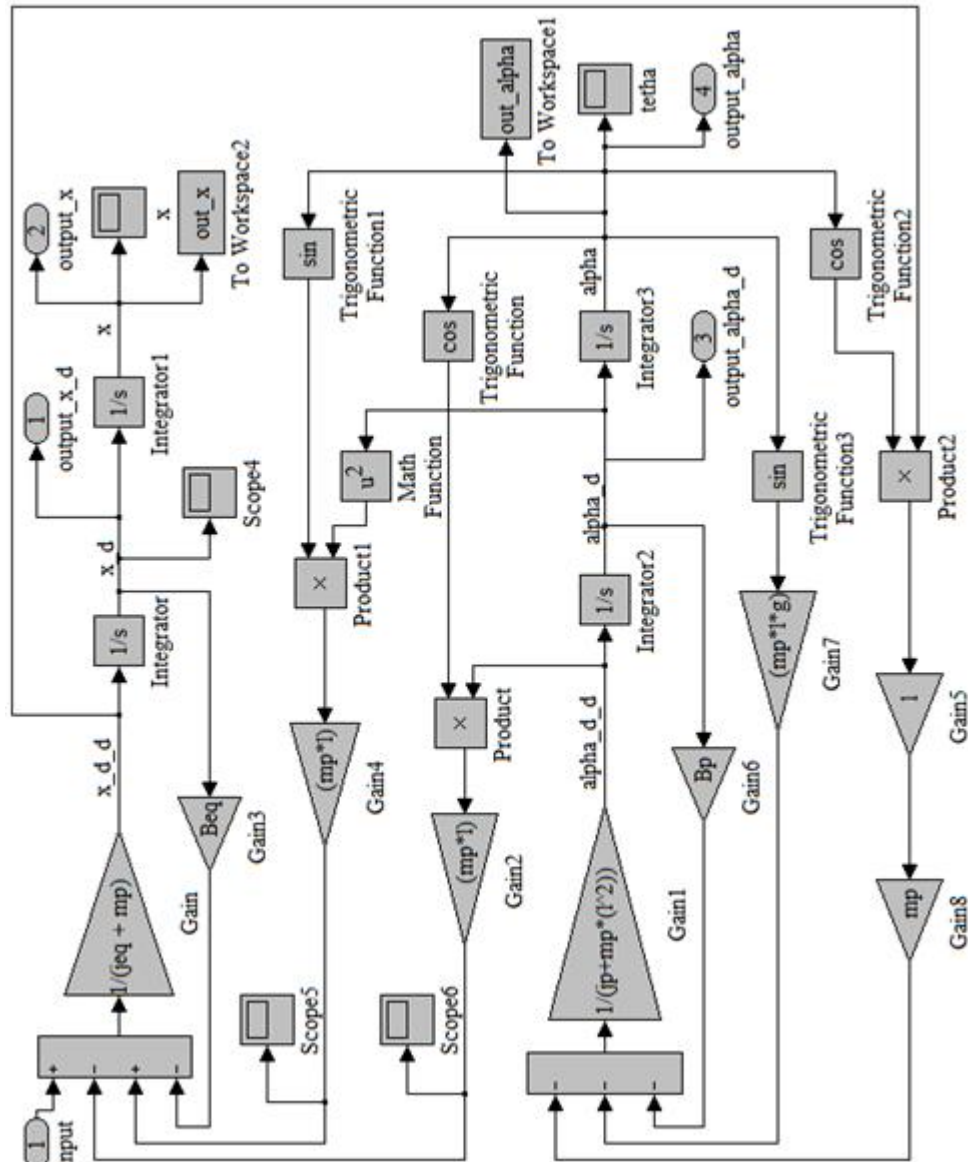 1
nput
+
-
+
-
1/(jeq + mp)
Gain
x_d_d
Beq
Gain3
1/s
Integrator
x_d
Scope4
1
output_x_d
1/s
Integrator1
x
2
output_x
x
out_x
To Workspace2
Scope5
(mp*l)
Gain4
×
Product1
u²
Math
Function
sin
Trigonometric
Function1
Scope6
(mp*l)
Gain2
×
Product
cos
Trigonometric
Function
out_alpha
To Workspace1
-
-
-
1/(jp+mp*(l^2))
Gain1
alpha_d_d
1/s
Integrator2
alpha_d
1/s
Integrator3
alpha
tetha
4
output_alpha
3
output_alpha_d
Bp
Gain6
(mp*l*g)
Gain7
sin
Trigonometric
Function3
cos
Trigonometric
Function2
×
Product2
l
Gain5
mp
Gain8